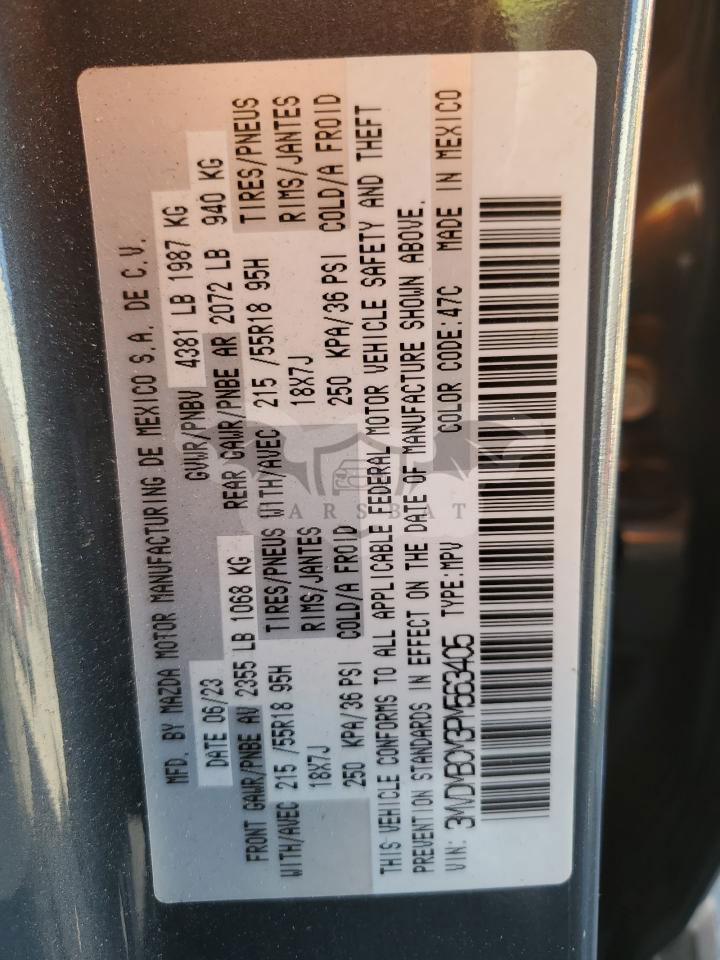 MFD. BY MAZDA MOTOR MANUFACTURING DE MEXICO S.A. DE C.V.
DATE 06/23 GVWR/PNBV 4381 LB 1987 KG
FRONT GAWR/PNBE AV 2355 LB 1068 KG REAR GAWR/PNBE AR 2072 LB 940 KG
WITH/AVEC 215 /55R18 95H TIRES/PNEUS WITH/AVEC 215 /55R18 95H TIRES/PNEUS
18X7J RIMS/JANTES 18X7J RIMS/JANTES
250 KPA/36 PSI COLD/A FROID 250 KPA/36 PSI COLD/A FROID
THIS VEHICLE CONFORMS TO ALL APPLICABLE FEDERAL MOTOR VEHICLE SAFETY AND THEFT
PREVENTION STANDARDS IN EFFECT ON THE DATE OF MANUFACTURE SHOWN ABOVE.
VIN: 3MVDMBCM3PM563405 TYPE:MPV COLOR CODE:47C MADE IN MEXICO
CARSBAT